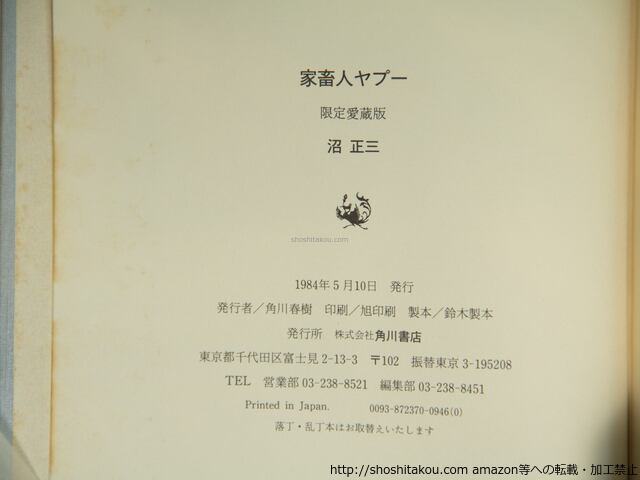 家畜人ヤプー
限定愛蔵版
沼 正三
shoshitakou.com
1984年5月10日 発行
発行者／角川春樹 印刷／旭印刷 製本／鈴木製本
発行所 株式会社角川書店
東京都千代田区富士見2-13-3 〒102 振替東京3-195208
TEL 営業部03-238-8521 編集部03-238-8451
Printed in Japan. 0093-872370-0946(0)
落丁・乱丁本はお取替えいたします
http://shoshitakou.com amazon等への転載・加工禁止